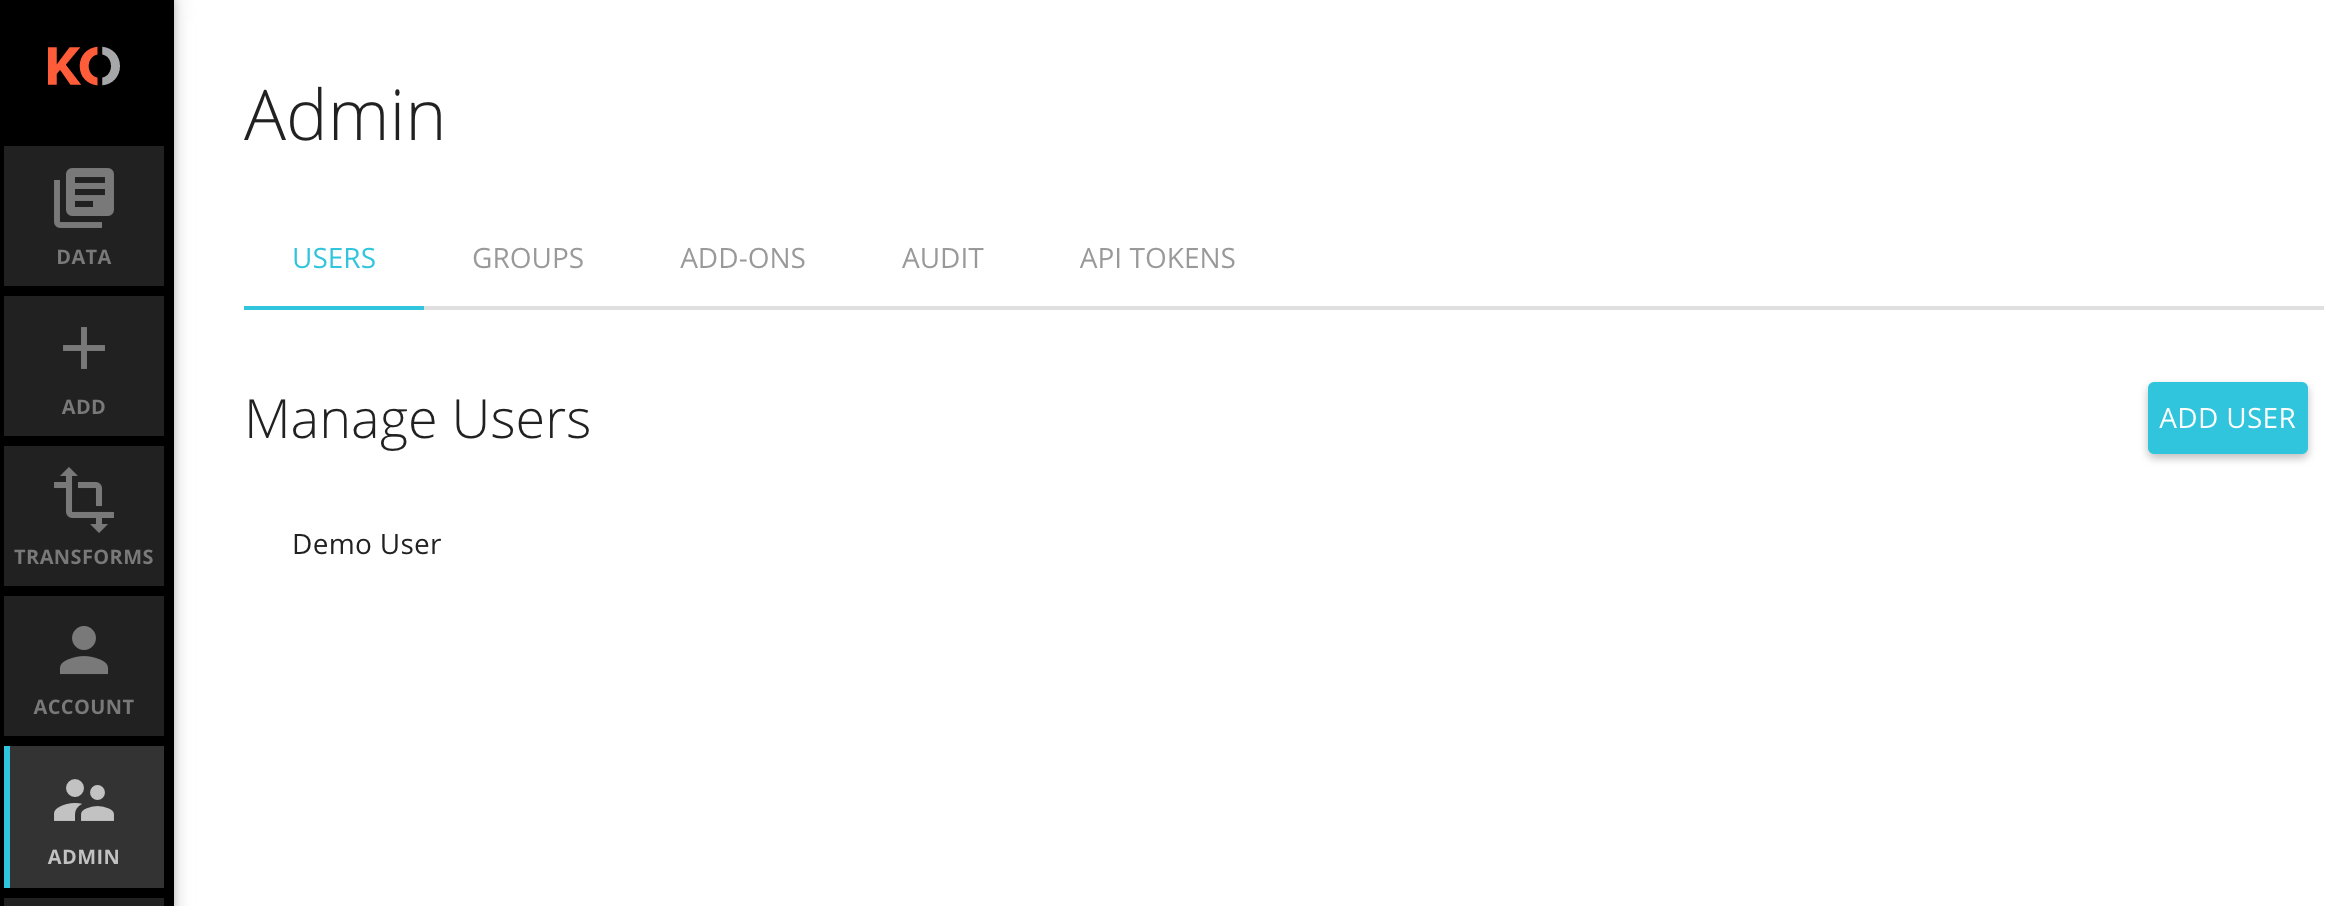 KO
DATA
ADD
TRANSFORMS
ACCOUNT
ADMIN
Admin
USERS GROUPS ADD-ONS AUDIT API TOKENS
Manage Users
ADD USER
Demo User